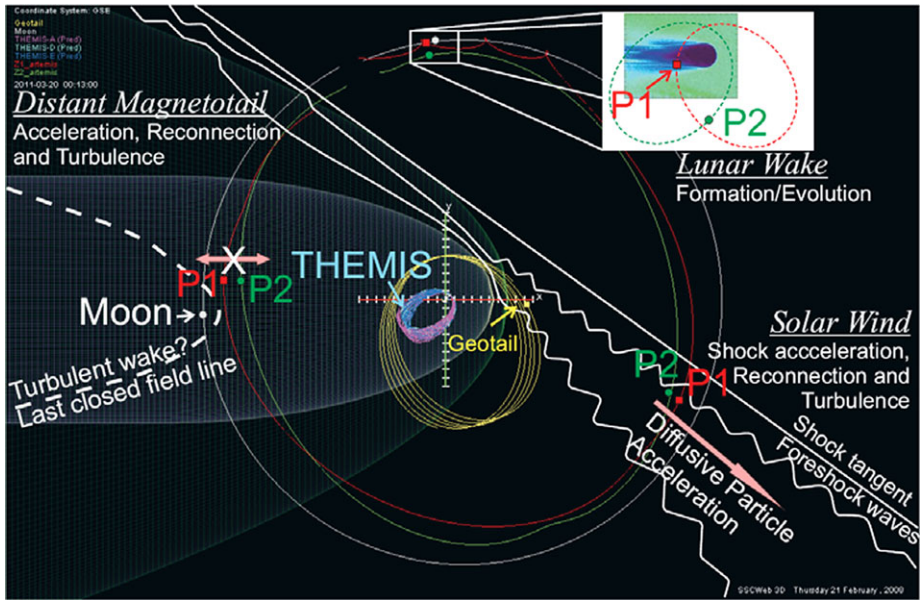 Coordinate System: GSE
Geotail
Moon
THEMIS-A (Pred)
THEMIS-D (Pred)
THEMIS-E (Pred)
2011-03-20 00:13:00
Distant Magnetotail
Acceleration, Reconnection
and Turbulence
P1
P2
Lunar Wake
Formation/Evolution
y
x
THEMIS
X
P1
P2
Moon
Geotail
Turbulent wake?
Last closed field line
Solar Wind
Shock accceleration,
Reconnection and
Turbulence
P2
P1
Diffusive Particle
Acceleration
Shock tangent
Foreshock waves
SSCWeb 3D Thursday 21 February, 2008